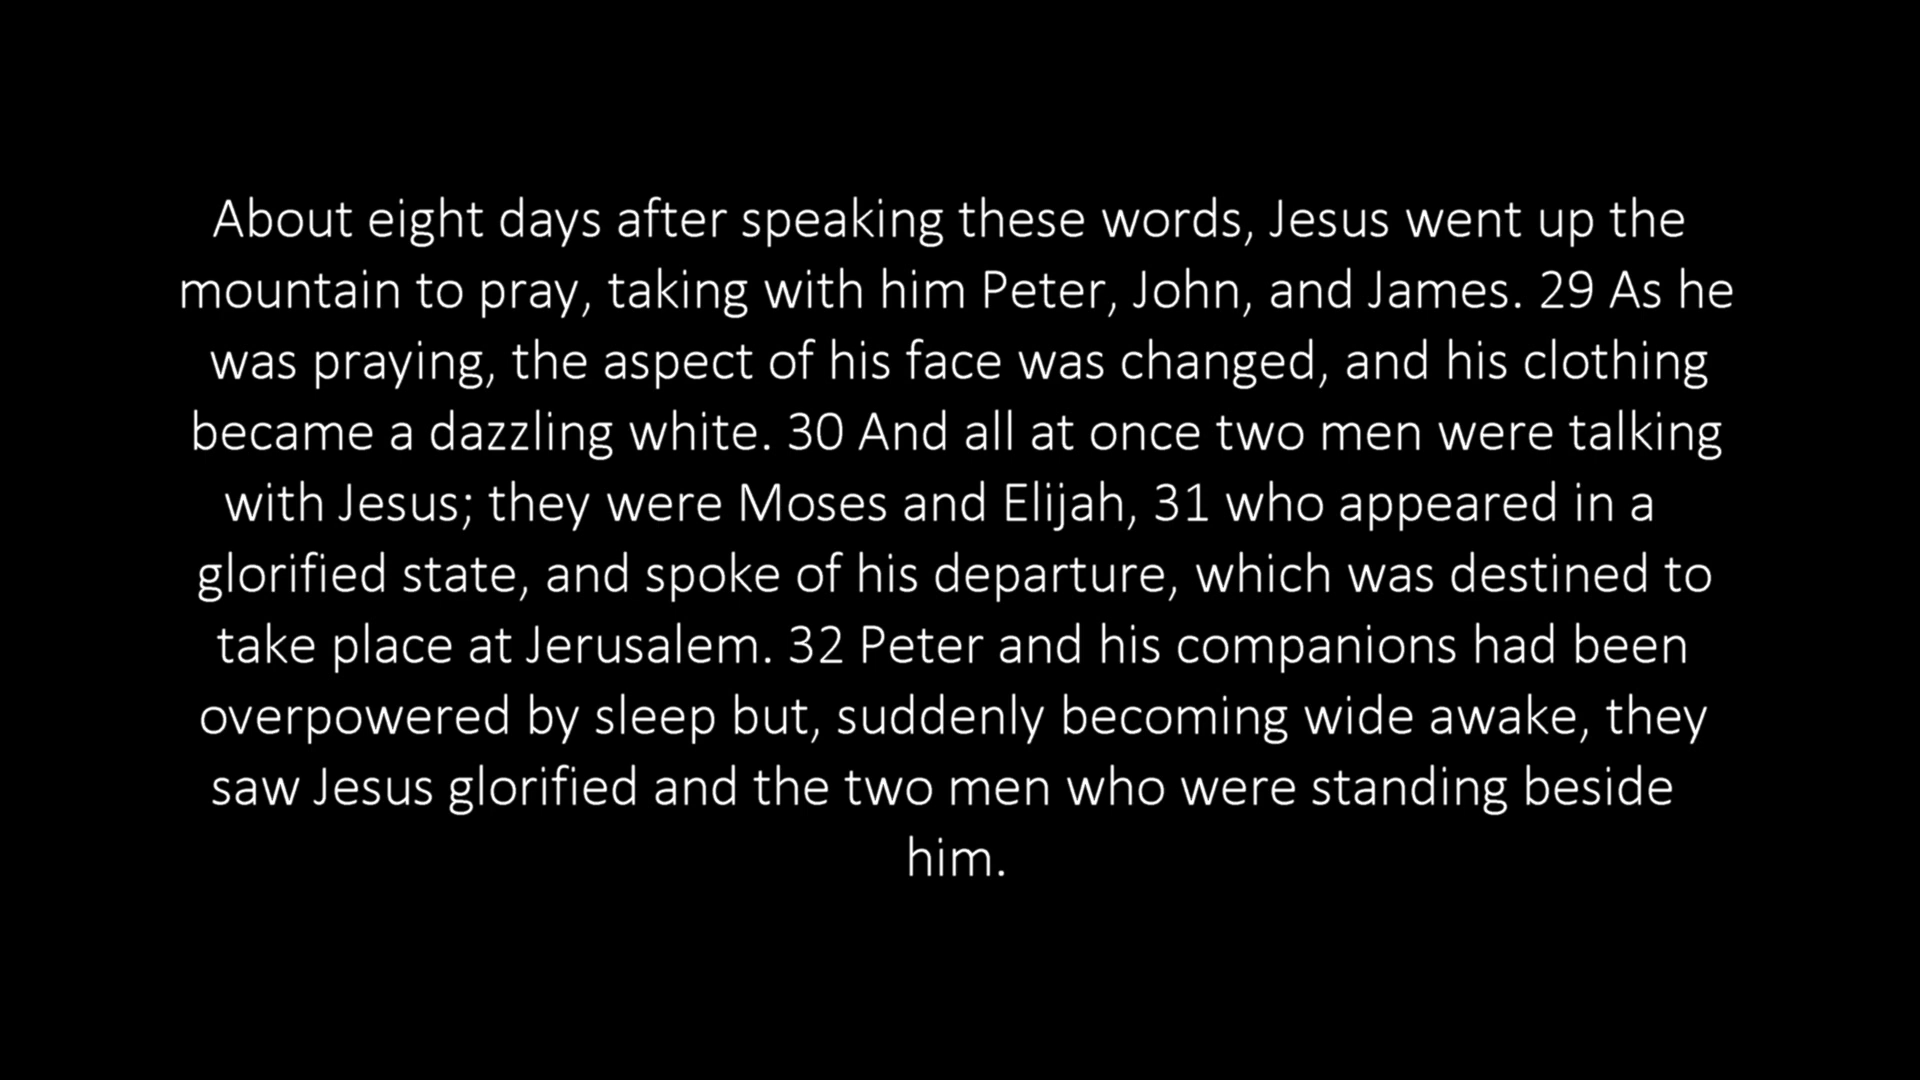 About eight days after speaking these words, Jesus went up the
mountain to pray, taking with him Peter, John, and James. 29 As he
was praying, the aspect of his face was changed, and his clothing
became a dazzling white. 30 And all at once two men were talking
with Jesus; they were Moses and Elijah, 31 who appeared in a
glorified state, and spoke of his departure, which was destined to
take place at Jerusalem. 32 Peter and his companions had been
overpowered by sleep but, suddenly becoming wide awake, they
saw Jesus glorified and the two men who were standing beside
him.